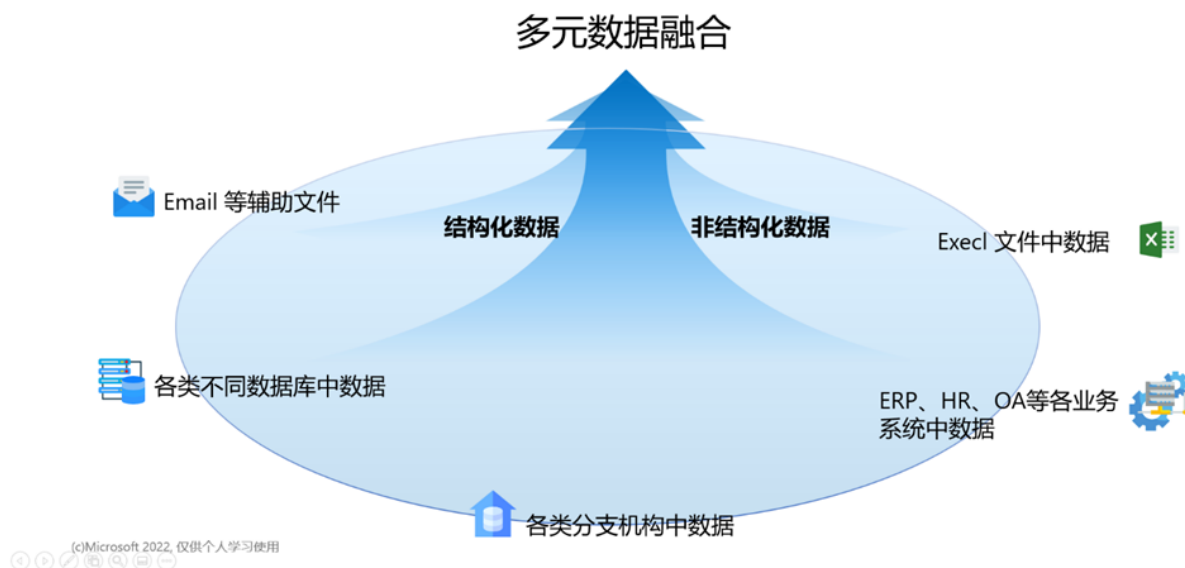 多元数据融合
Email 等辅助文件
结构化数据
非结构化数据
Execl 文件中数据
各类不同数据库中数据
ERP、HR、OA等各业务
系统中数据
各类分支机构中数据
(c)Microsoft 2022, 仅供个人学习使用